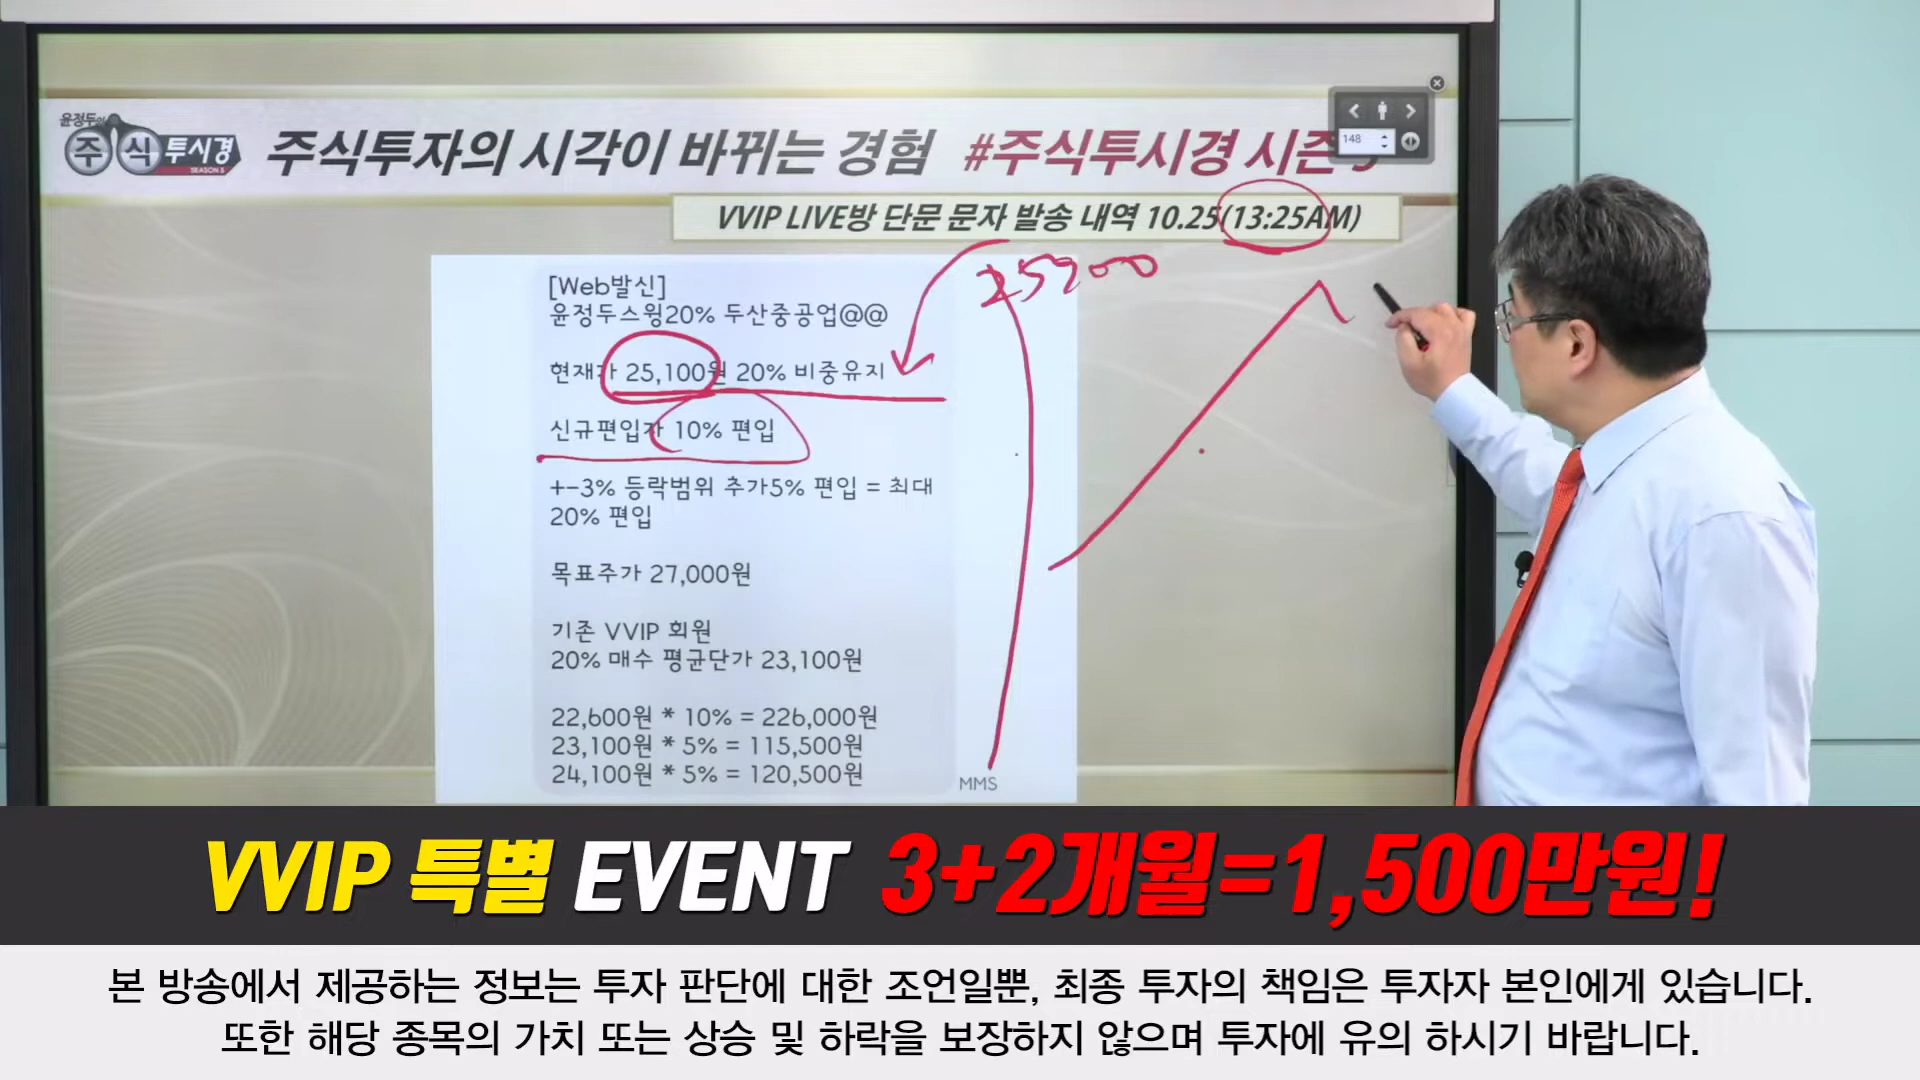 윤정두의
주식투시경
SEASON 5
주식투자의 시각이 바뀌는 경험 #주식투시경 시즌
148
VVIP LIVE방 단문 문자 발송 내역 10.25(13:25AM)
25900
[Web발신]
윤정두스윙20% 두산중공업@@
현재가 25,100원 20% 비중유지
신규편입자 10% 편입
+-3% 등락범위 추가5% 편입 = 최대
20% 편입
목표주가 27,000원
기존 VVIP 회원
20% 매수 평균단가 23,100원
22,600원 * 10% = 226,000원
23,100원 * 5% = 115,500원
24,100원 * 5% = 120,500원
MMS
VVIP 특별 EVENT 3+2개월=1,500만원!
본 방송에서 제공하는 정보는 투자 판단에 대한 조언일뿐, 최종 투자의 책임은 투자자 본인에게 있습니다.
또한 해당 종목의 가치 또는 상승 및 하락을 보장하지 않으며 투자에 유의 하시기 바랍니다.